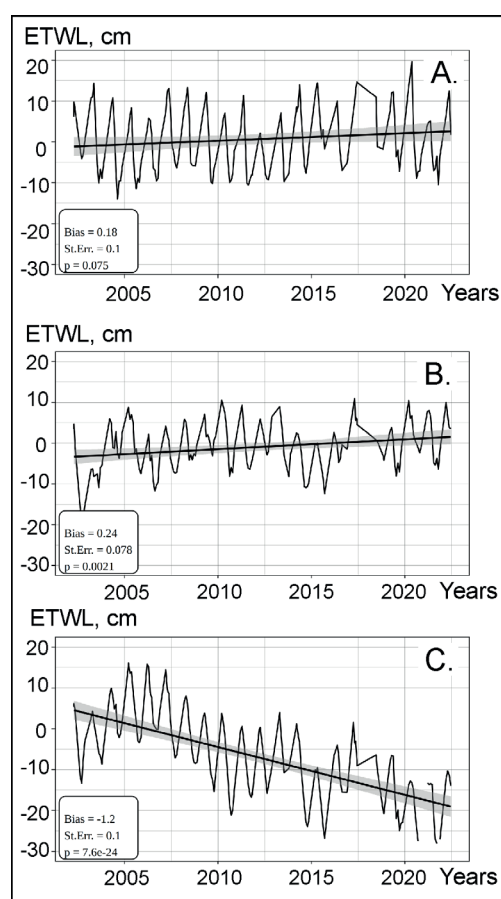 ETWL, cm
A.
20
10
0
-10
-20
-30
Bias = 0.18
St.Err. = 0.1
p = 0.075
2005 2010 2015 2020 Years
ETWL, cm
B.
20
10
0
-10
-20
-30
Bias = 0.24
St.Err. = 0.078
p = 0.0021
2005 2010 2015 2020 Years
ETWL, cm
C.
20
10
0
-10
-20
-30
Bias = -1.2
St.Err. = 0.1
p = 7.6e-24
2005 2010 2015 2020 Years